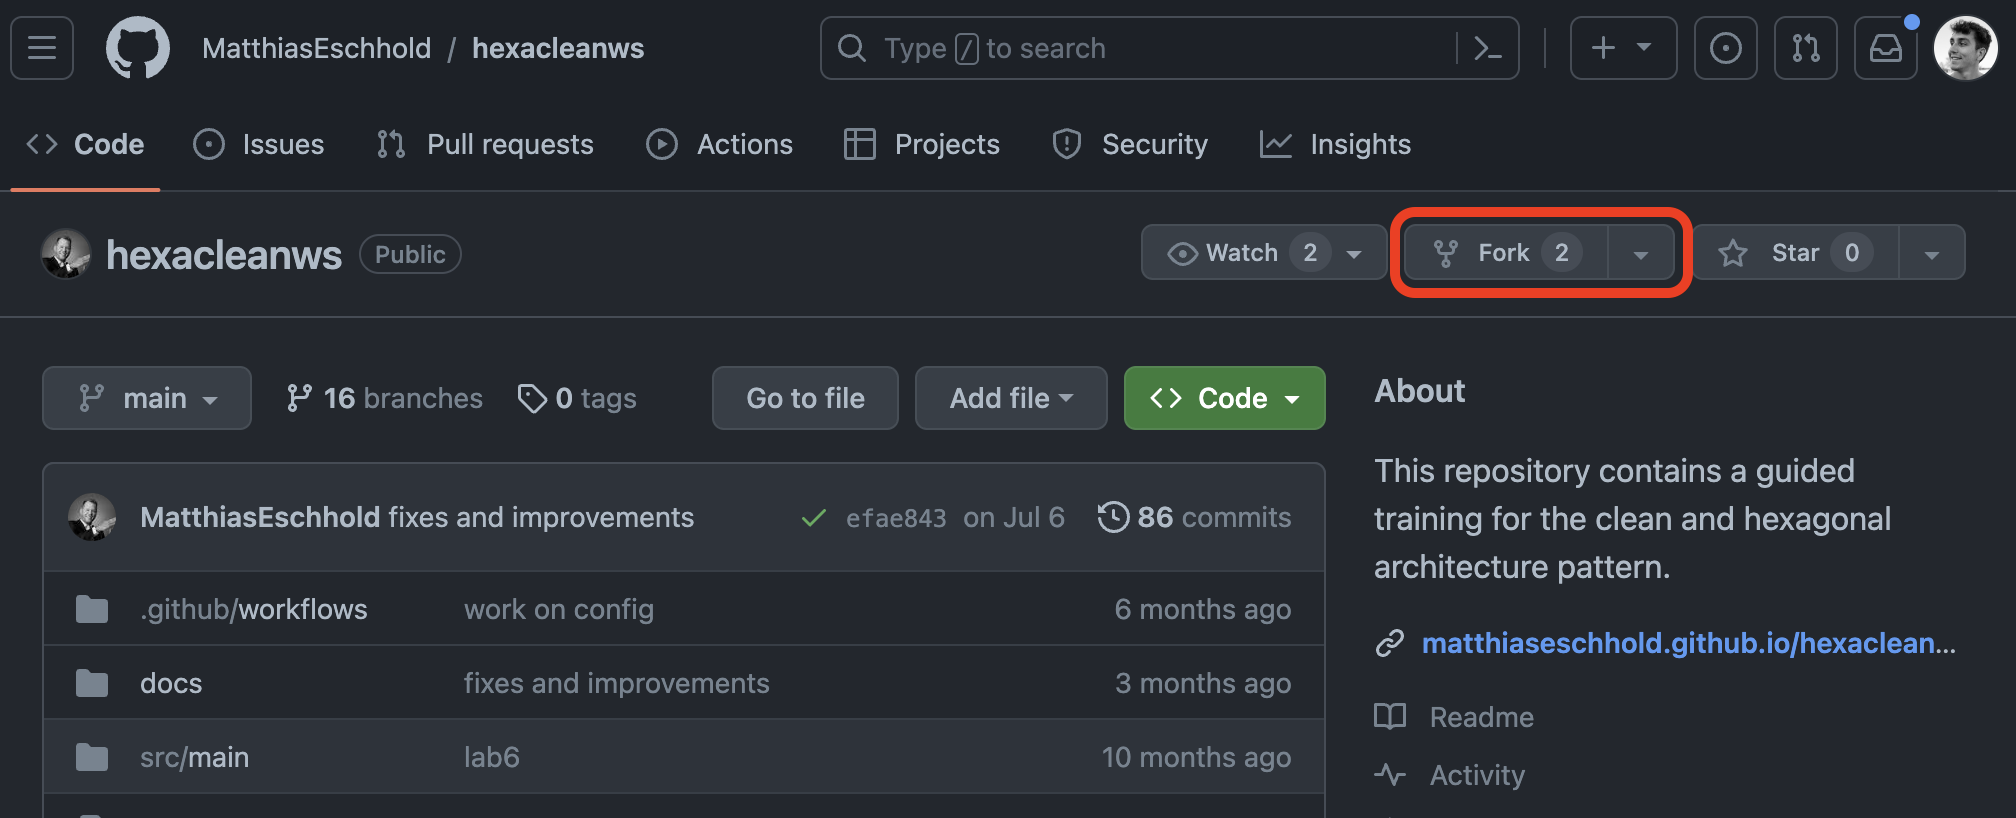 MatthiasEschhold / hexacleanws
Type / to search
Code Issues Pull requests Actions Projects Security Insights
hexacleanws Public Watch 2 Fork 2 Star 0
main 16 branches 0 tags Go to file Add file Code
MatthiasEschhold fixes and improvements efae843 on Jul 6 86 commits
.github/workflows work on config 6 months ago
docs fixes and improvements 3 months ago
src/main lab6 10 months ago
About
This repository contains a guided
training for the clean and hexagonal
architecture pattern.
matthiaseschhold.github.io/hexaclean...
Readme
Activity